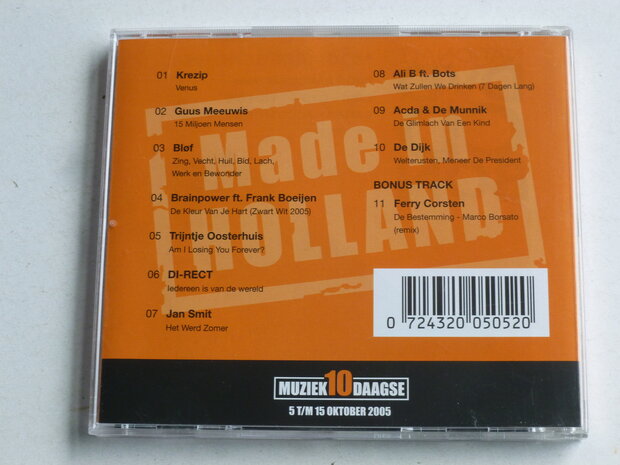 01 Krezip
Venus
02 Guus Meeuwis
15 Miljoen Mensen
03 Bløf
Zing, Vecht, Huil, Bid, Lach,
Werk en Bewonder
04 Brainpower ft. Frank Boeijen
De Kleur Van Je Hart (Zwart Wit 2005)
05 Trijntje Oosterhuis
Am I Losing You Forever?
06 DI-RECT
Iedereen is van de wereld
07 Jan Smit
Het Werd Zomer
08 Ali B ft. Bots
Wat Zullen We Drinken (7 Dagen Lang)
09 Acda & De Munnik
De Glimlach Van Een Kind
10 De Dijk
Welterusten, Meneer De President
BONUS TRACK
11 Ferry Corsten
De Bestemming - Marco Borsato
(remix)
Made in
HOLLAND
0 724320 050520
MUZIEK 10 DAAGSE
5 T/M 15 OKTOBER 2005